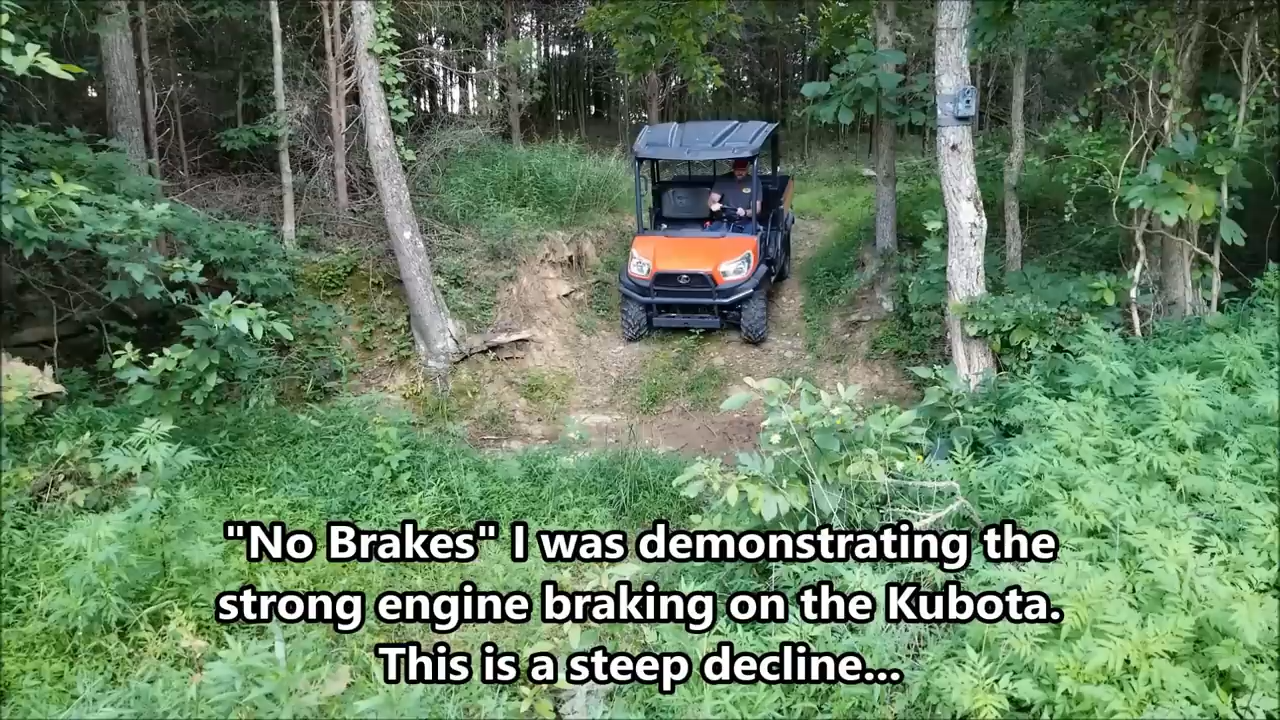 "No Brakes" I was demonstrating the
strong engine braking on the Kubota.
This is a steep decline...